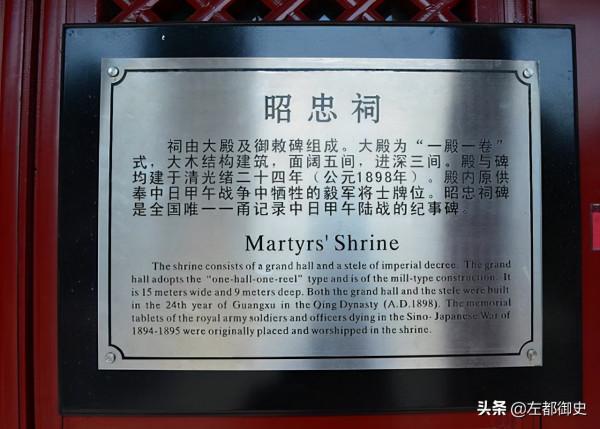 昭忠祠
祠由大殿及御敕碑组成。大殿为“一殿一卷”
式，大木结构建筑，面阔五间，进深三间。殿与碑
均建于清光绪二十四年（公元1898年）。殿内原供
奉中日甲午战争中牺牲的毅军将士牌位。昭忠祠碑
是全国唯一一甬记录中日甲午陆战的纪事碑。
Martyrs' Shrine
The shrine consists of a grand hall and a stele of imperial decree. The grand
hall adopts the "one-hall-one-reel" type and is of the mill-type construction. It
is 15 meters wide and 9 meters deep. Both the grand hall and the stele were built
in the 24th year of Guangxu in the Qing Dynasty (A.D.1898). The memorial
tablets of the royal army soldiers and officers dying in the Sino- Japanese War of
1894-1895 were originally placed and worshipped in the shrine.
头条 @左都御史